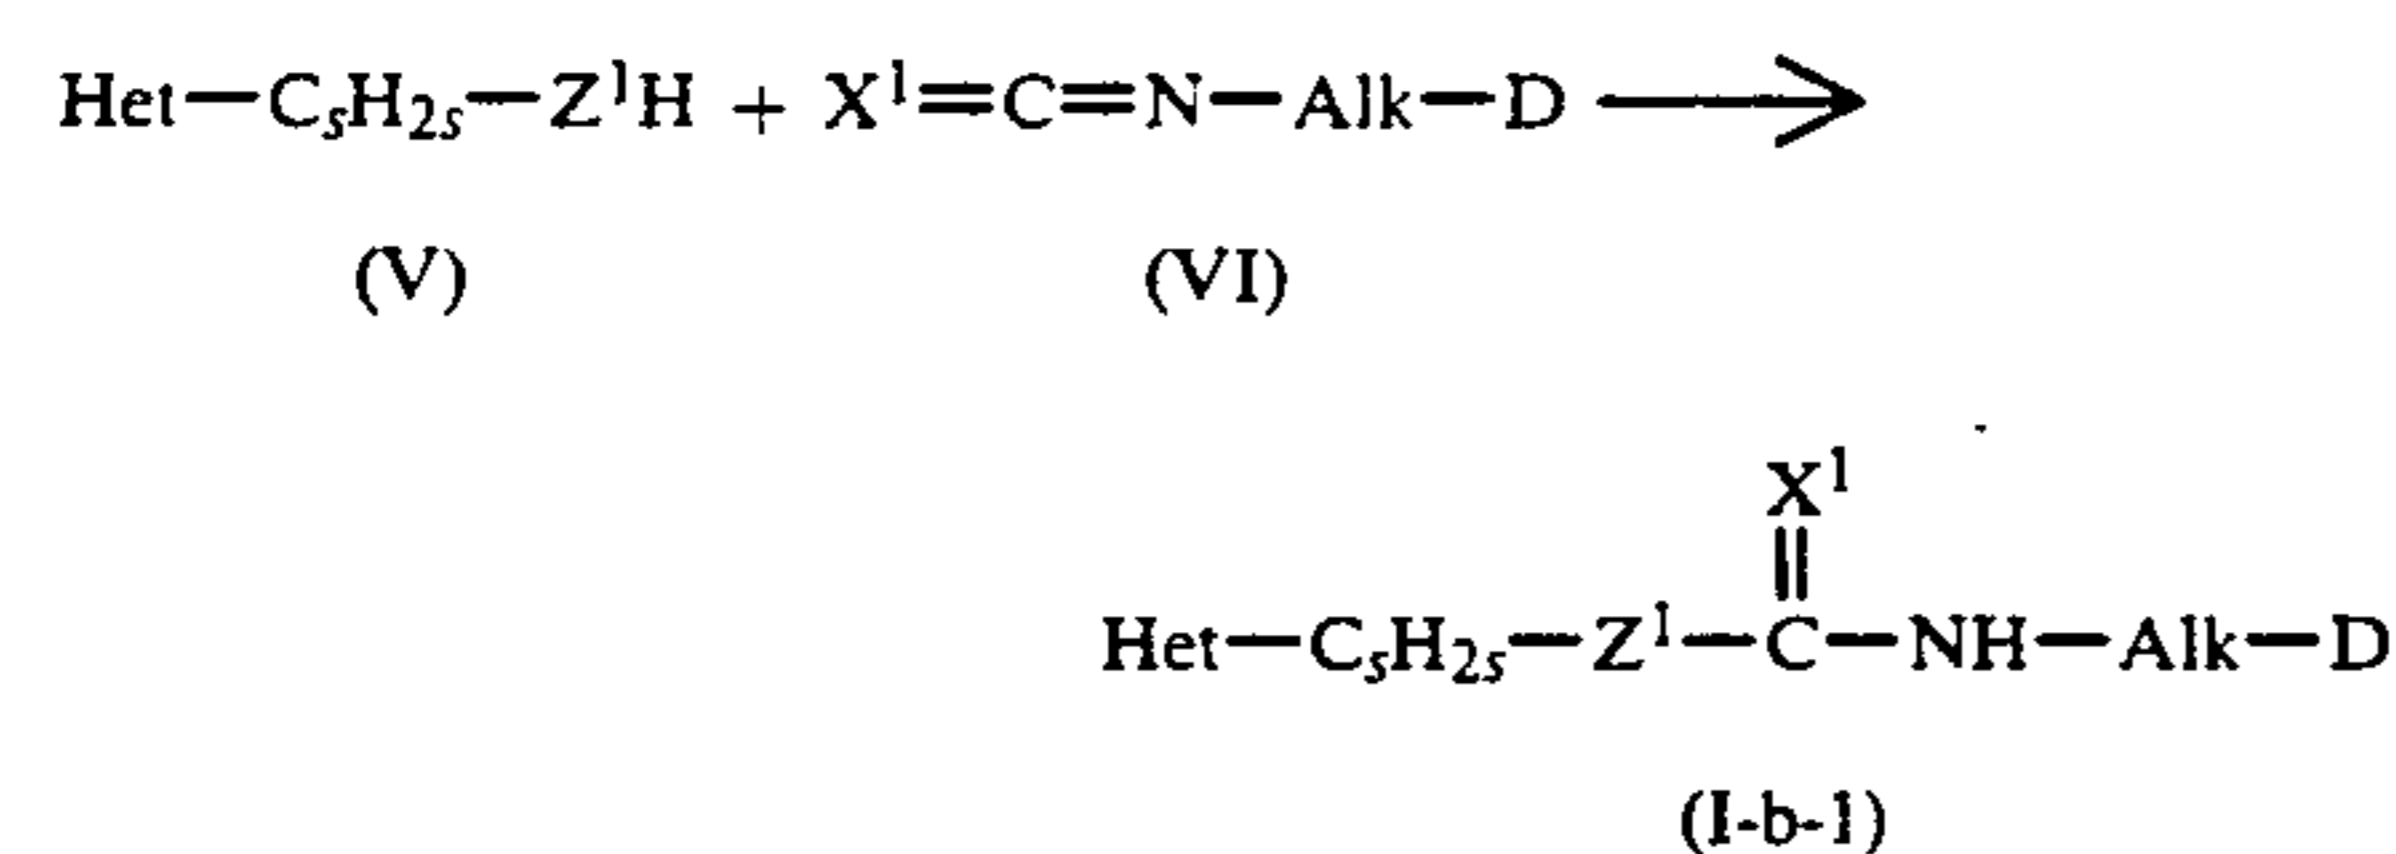 Het—CₛH₂ₛ—Z¹H + X¹=C=N—Alk—D ⟶
(V) (VI)
X¹
Het—CₛH₂ₛ—Z¹—C—NH—Alk—D
(I-b-1)